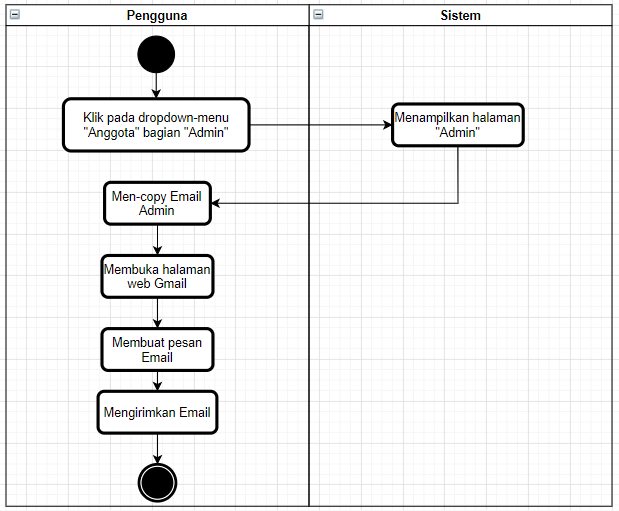 Pengguna
Sistem
Klik pada dropdown-menu
"Anggota" bagian "Admin"
Menampilkan halaman
"Admin"
Men-copy Email
Admin
Membuka halaman
web Gmail
Membuat pesan
Email
Mengirimkan Email